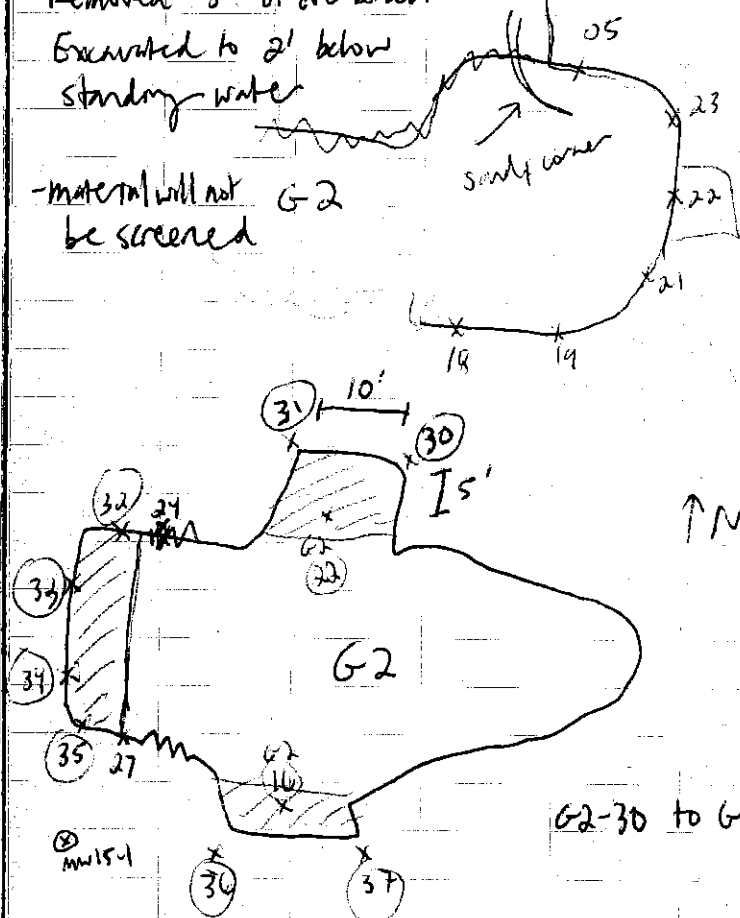 Excavated to 2' below
standing water
-material will not
be screened
G2
05
23
sandy corner
22
21
18
19
31
10'
30
5'
32
24
G2
22
↑N
33
G2
34
35
27
G2
16
G2-30 to G
MW15-1
36
37